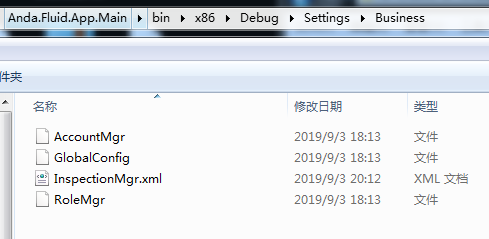 Anda.Fluid.App.Main bin x86 Debug Settings Business
件夹
名称 修改日期 类型
AccountMgr 2019/9/3 18:13 文件
GlobalConfig 2019/9/3 18:13 文件
InspectionMgr.xml 2019/9/3 20:12 XML 文档
RoleMgr 2019/9/3 18:13 文件